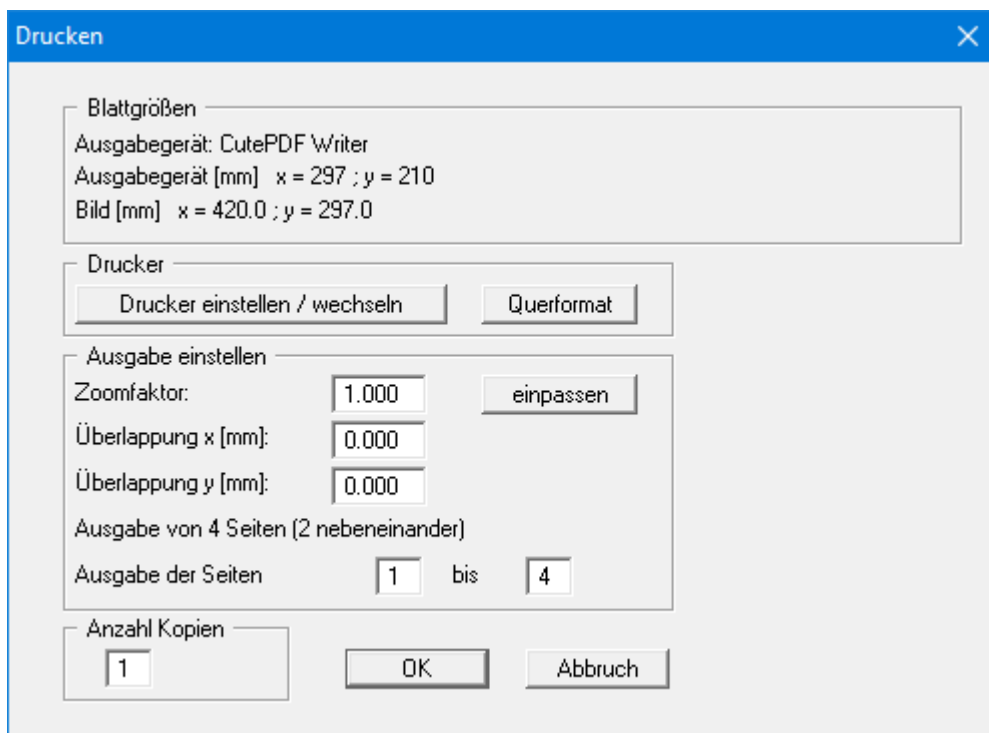 Drucken
Blattgrößen
Ausgabegerät: CutePDF Writer
Ausgabegerät [mm]   x = 297 ; y = 210
Bild [mm]   x = 420.0 ; y = 297.0
Drucker
Drucker einstellen / wechseln   Querformat
Ausgabe einstellen
Zoomfaktor:   1.000   einpassen
Überlappung x [mm]:   0.000
Überlappung y [mm]:   0.000
Ausgabe von 4 Seiten (2 nebeneinander)
Ausgabe der Seiten   1   bis   4
Anzahl Kopien
1   OK   Abbruch